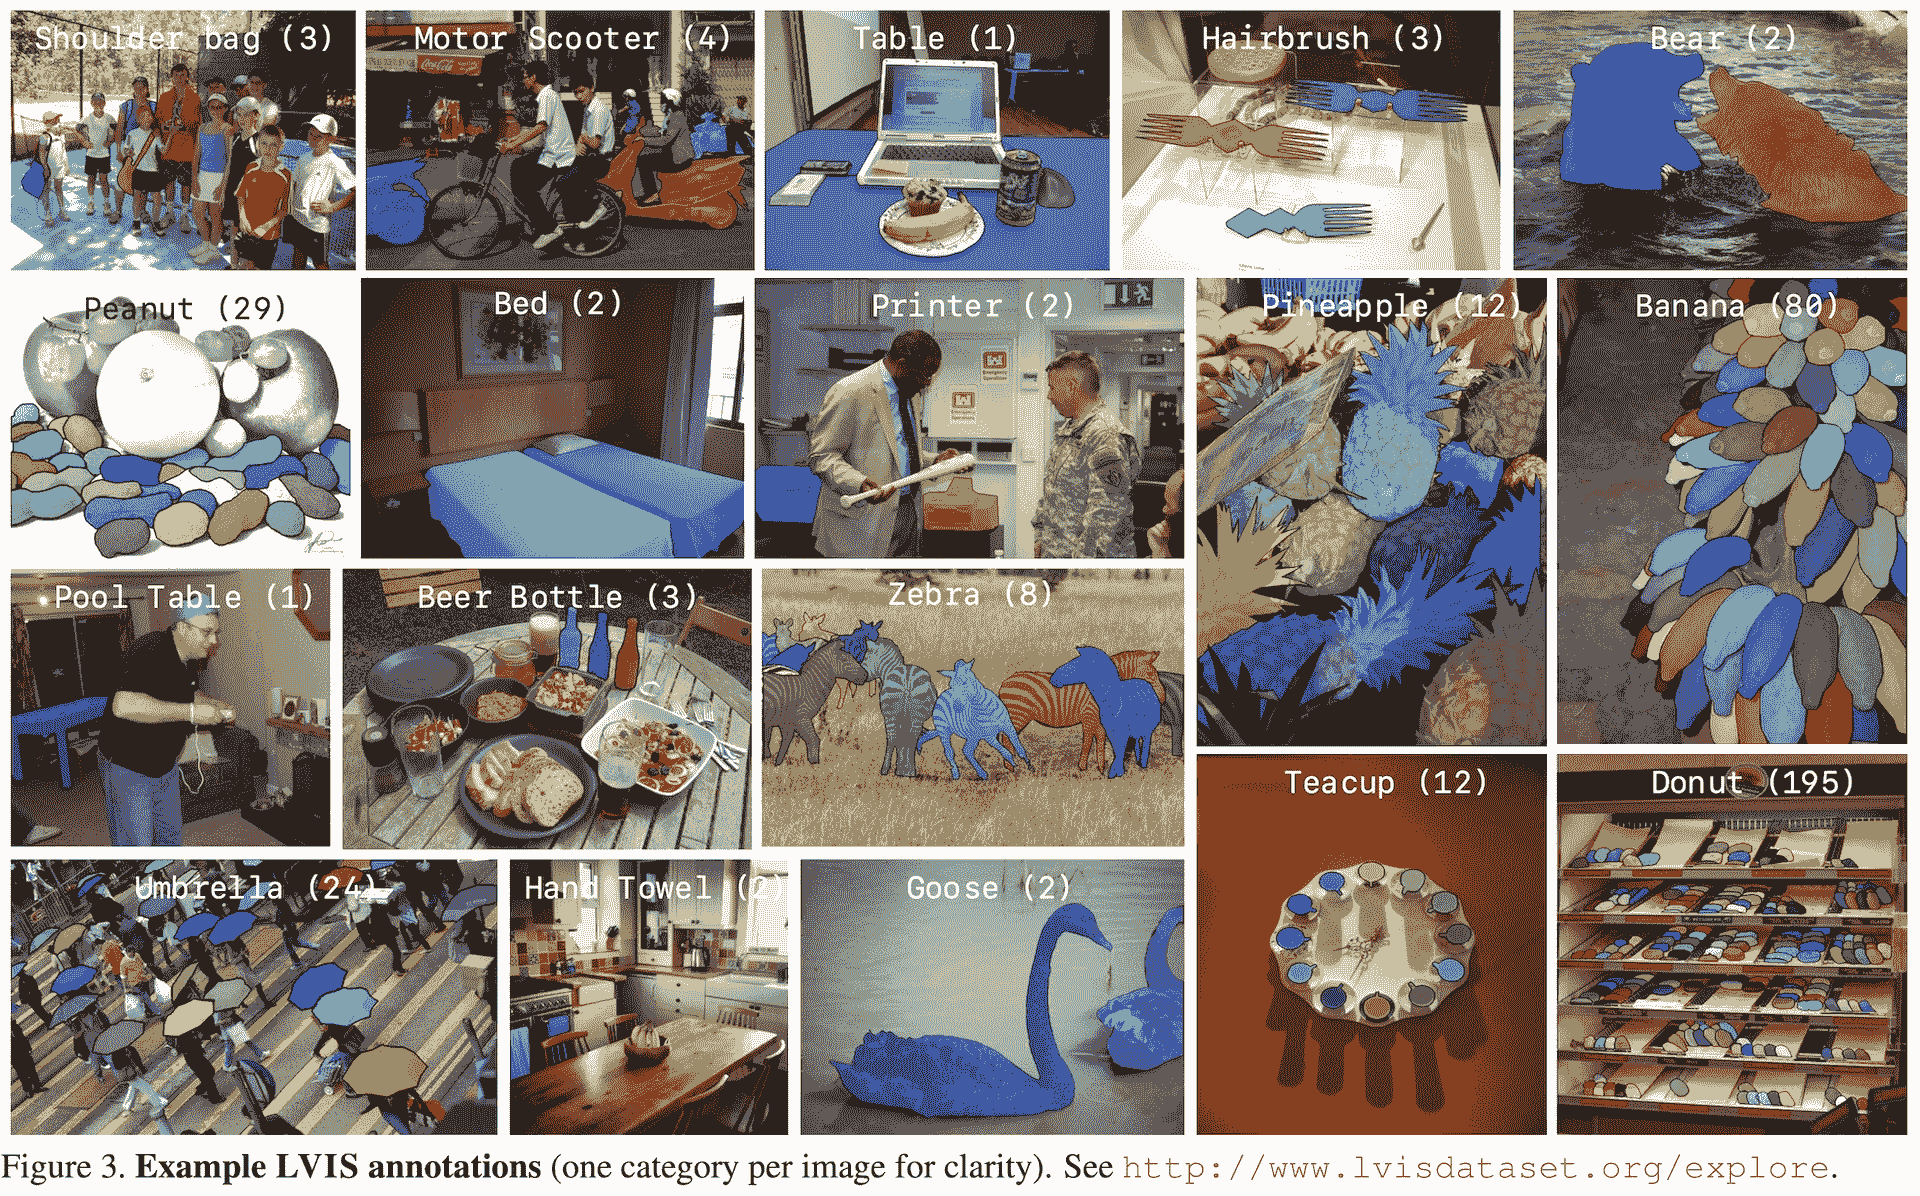 Shoulder bag (3)
Motor Scooter (4)
Table (1)
Hairbrush (3)
Bear (2)
Peanut (29)
Bed (2)
Printer (2)
Pineapple (12)
Banana (80)
Pool Table (1)
Beer Bottle (3)
Zebra (8)
Teacup (12)
Donut (195)
Umbrella (24)
Hand Towel (2)
Goose (2)
Coca-Cola
Figure 3. Example LVIS annotations (one category per image for clarity). See http://www.lvisdataset.org/explore.